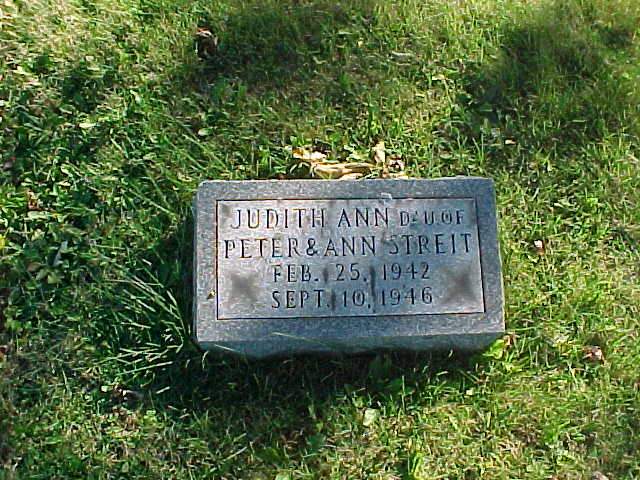 JUDITH ANN D'U.OF
PETER & ANN STREIT
FEB. 25, 1942
SEPT. 10, 1946